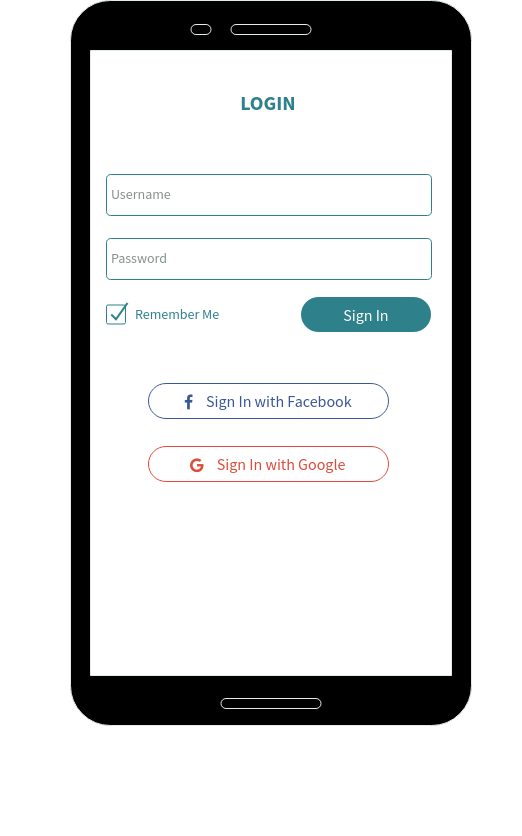 LOGIN
Username
Password
Remember Me
Sign In
Sign In with Facebook
Sign In with Google